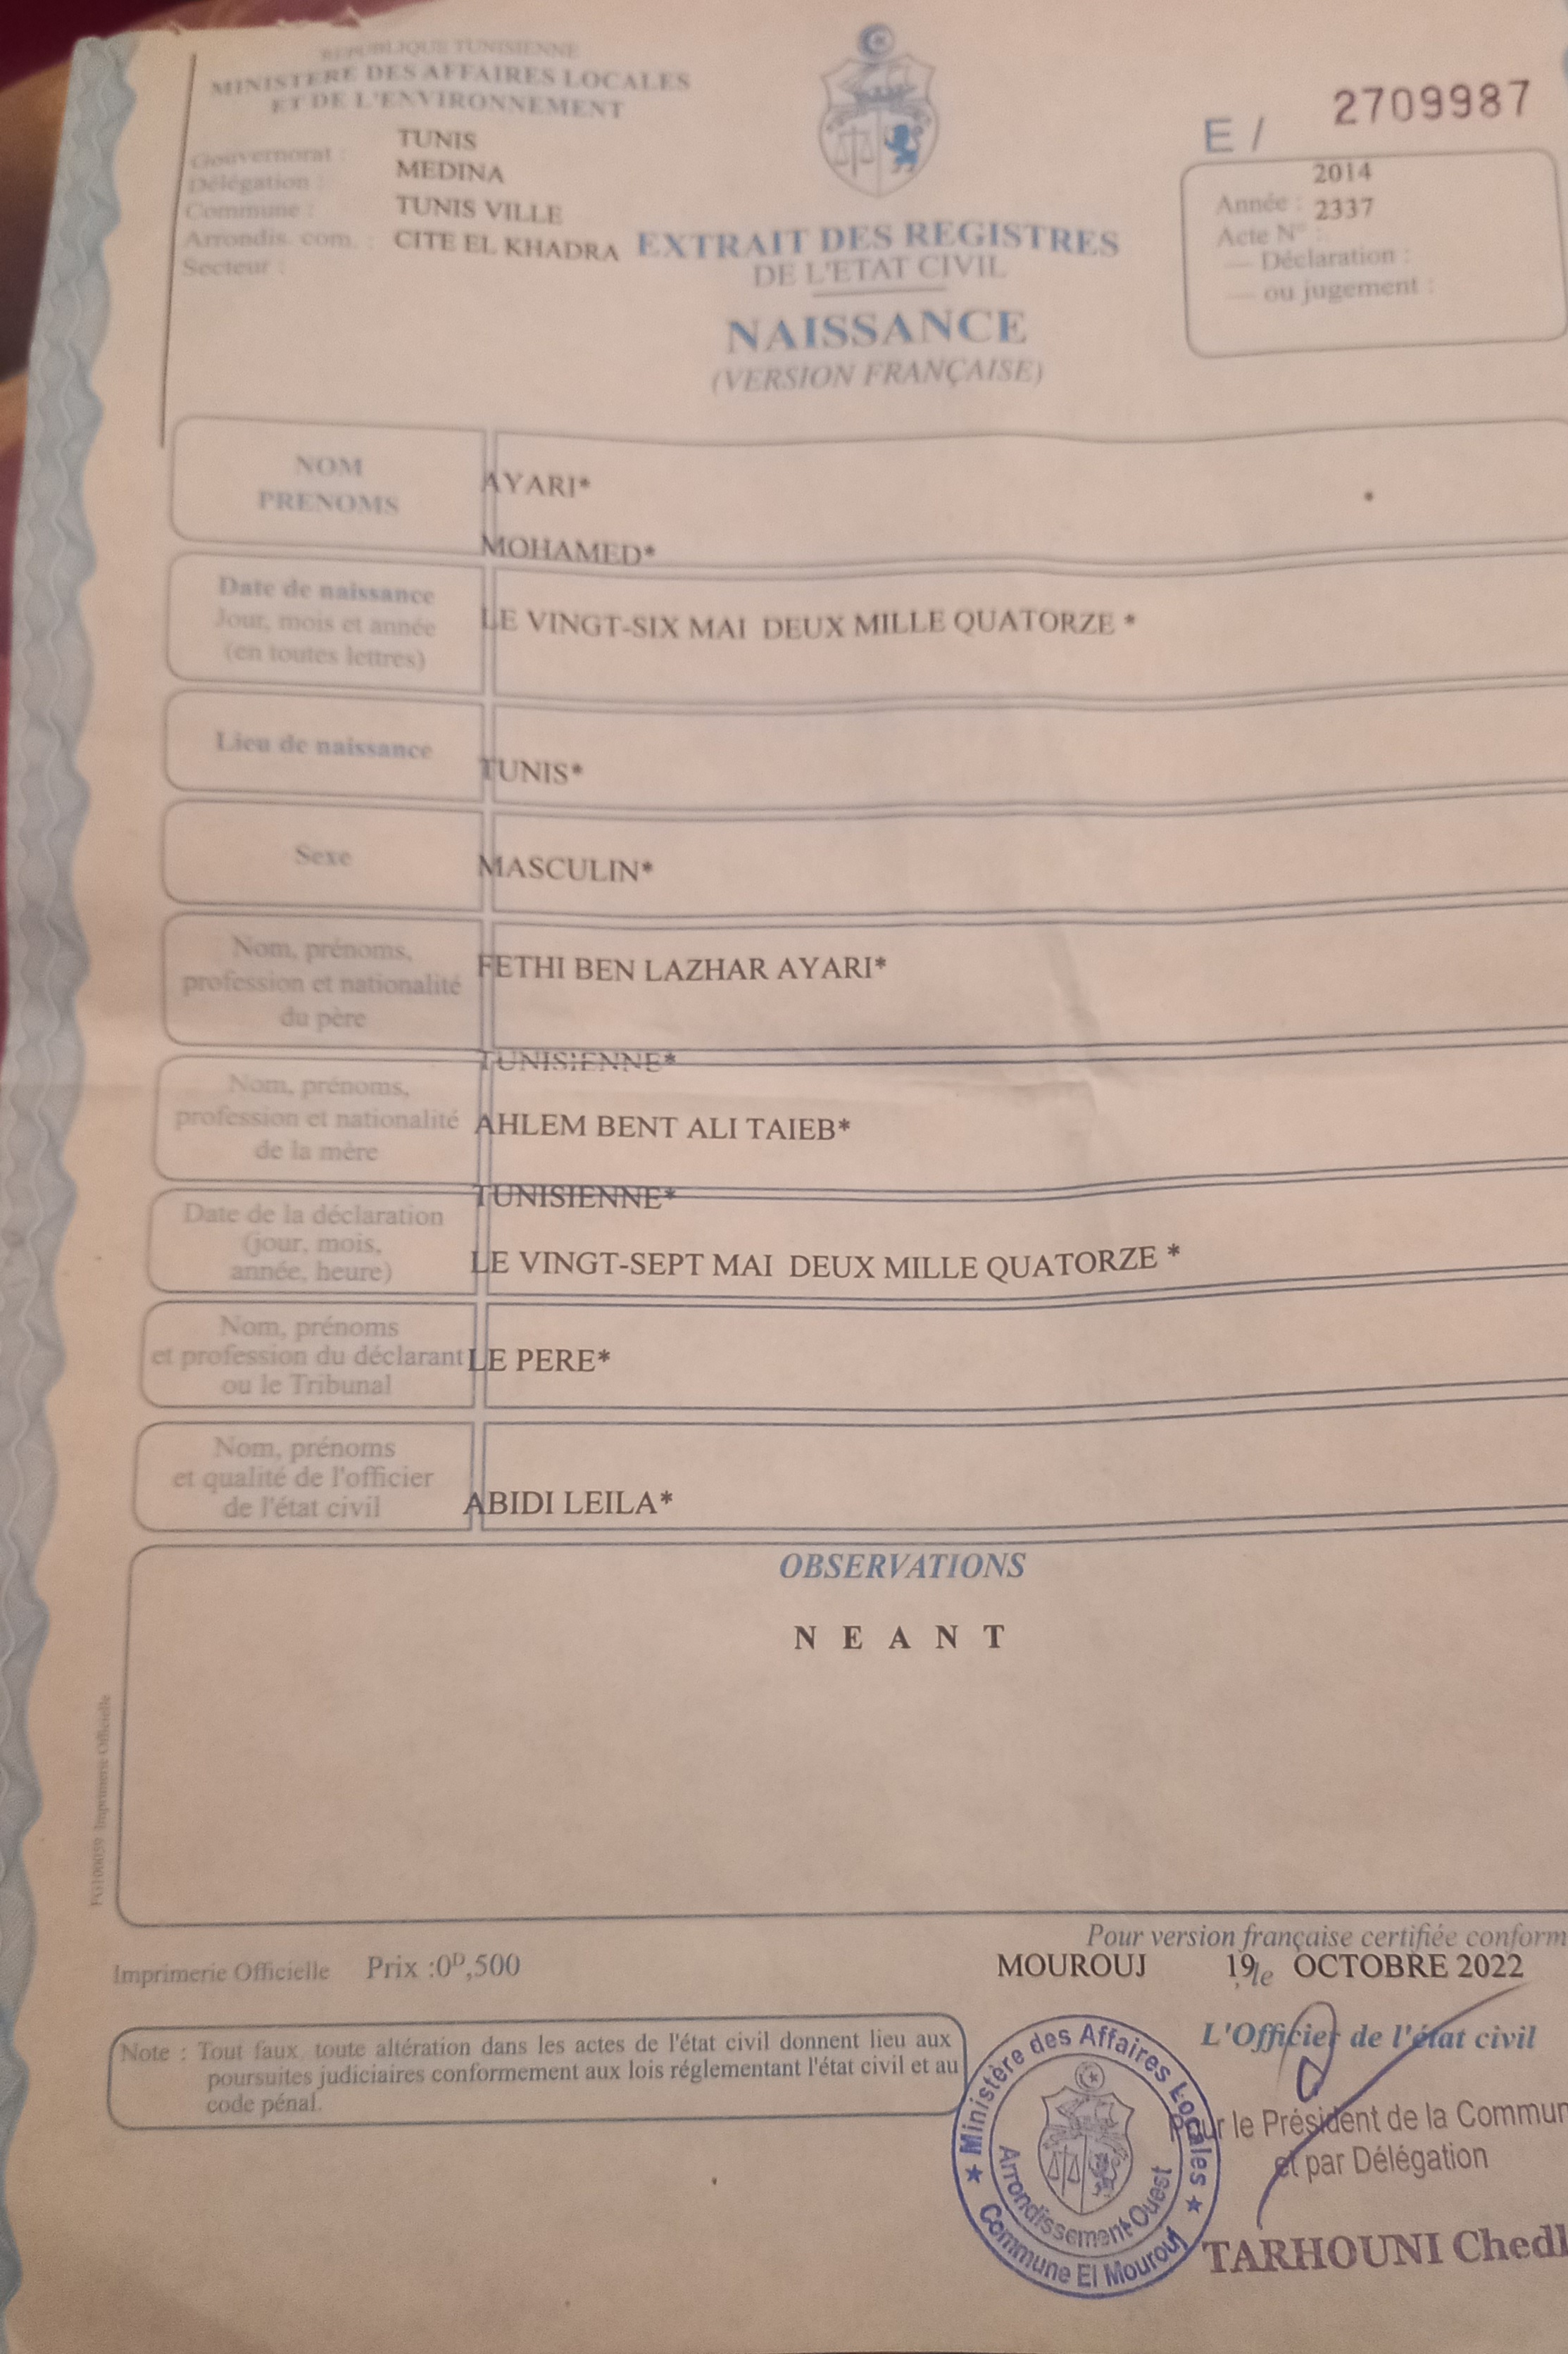 REPUBLIQUE TUNISIENNE
MINISTERE DES AFFAIRES LOCALES
ET DE L'ENVIRONNEMENT
Gouvernorat : TUNIS
Délégation : MEDINA
Commune : TUNIS VILLE
Arrondis. com. : CITE EL KHADRA
Secteur :
E / 2709987
2014
Année : 2337
Acte N° :
— Déclaration :
— ou jugement :
EXTRAIT DES REGISTRES
DE L'ETAT CIVIL
NAISSANCE
(VERSION FRANÇAISE)
NOM
PRENOMS
AYARI*
MOHAMED*
Date de naissance
Jour, mois et année
(en toutes lettres)
LE VINGT-SIX MAI DEUX MILLE QUATORZE *
Lieu de naissance
TUNIS*
Sexe
MASCULIN*
Nom, prénoms,
profession et nationalité
du père
FETHI BEN LAZHAR AYARI*
TUNISIENNE*
Nom, prénoms,
profession et nationalité
de la mère
AHLEM BENT ALI TAIEB*
TUNISIENNE*
Date de la déclaration
(jour, mois,
année, heure)
LE VINGT-SEPT MAI DEUX MILLE QUATORZE *
Nom, prénoms
et profession du déclarant
ou le Tribunal
LE PERE*
Nom, prénoms
et qualité de l'officier
de l'état civil
ABIDI LEILA*
OBSERVATIONS
N E A N T
Imprimerie Officielle
Pour version française certifiée conform
MOUROUJ 19 le OCTOBRE 2022
Imprimerie Officielle Prix :0D,500
L'Officier de l'état civil
Note : Tout faux, toute altération dans les actes de l'état civil donnent lieu aux
poursuites judiciaires conformement aux lois réglementant l'état civil et au
code pénal.
Ministère des Affaires Locales
Arrondissement Ouest
Commune El Mourouj
Pour le Président de la Commun
et par Délégation
TARHOUNI Chedl